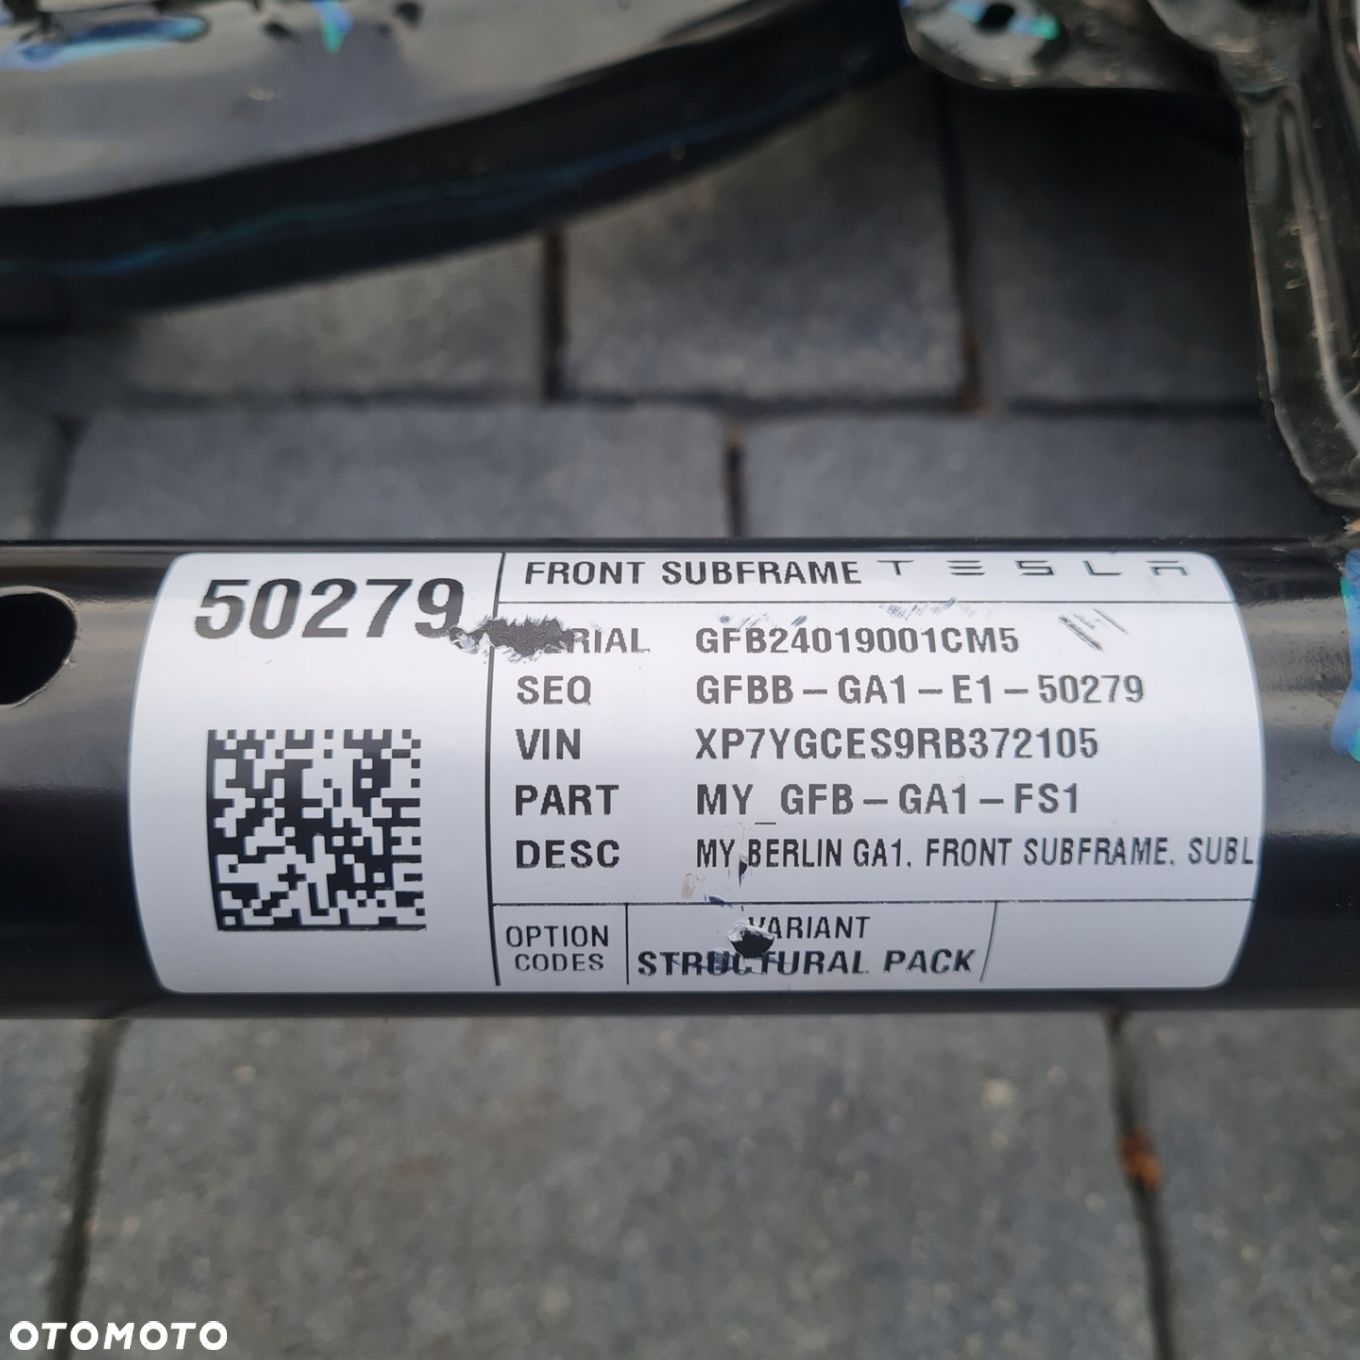 50279
FRONT SUBFRAME TESLA
SERIAL GFB24019001CM5
SEQ GFBB-GA1-E1-50279
VIN XP7YGCES9RB372105
PART MY_GFB-GA1-FS1
DESC MY BERLIN GA1, FRONT SUBFRAME, SUBL
OPTION
CODES
VARIANT
STRUCTURAL PACK
OTOMOTO